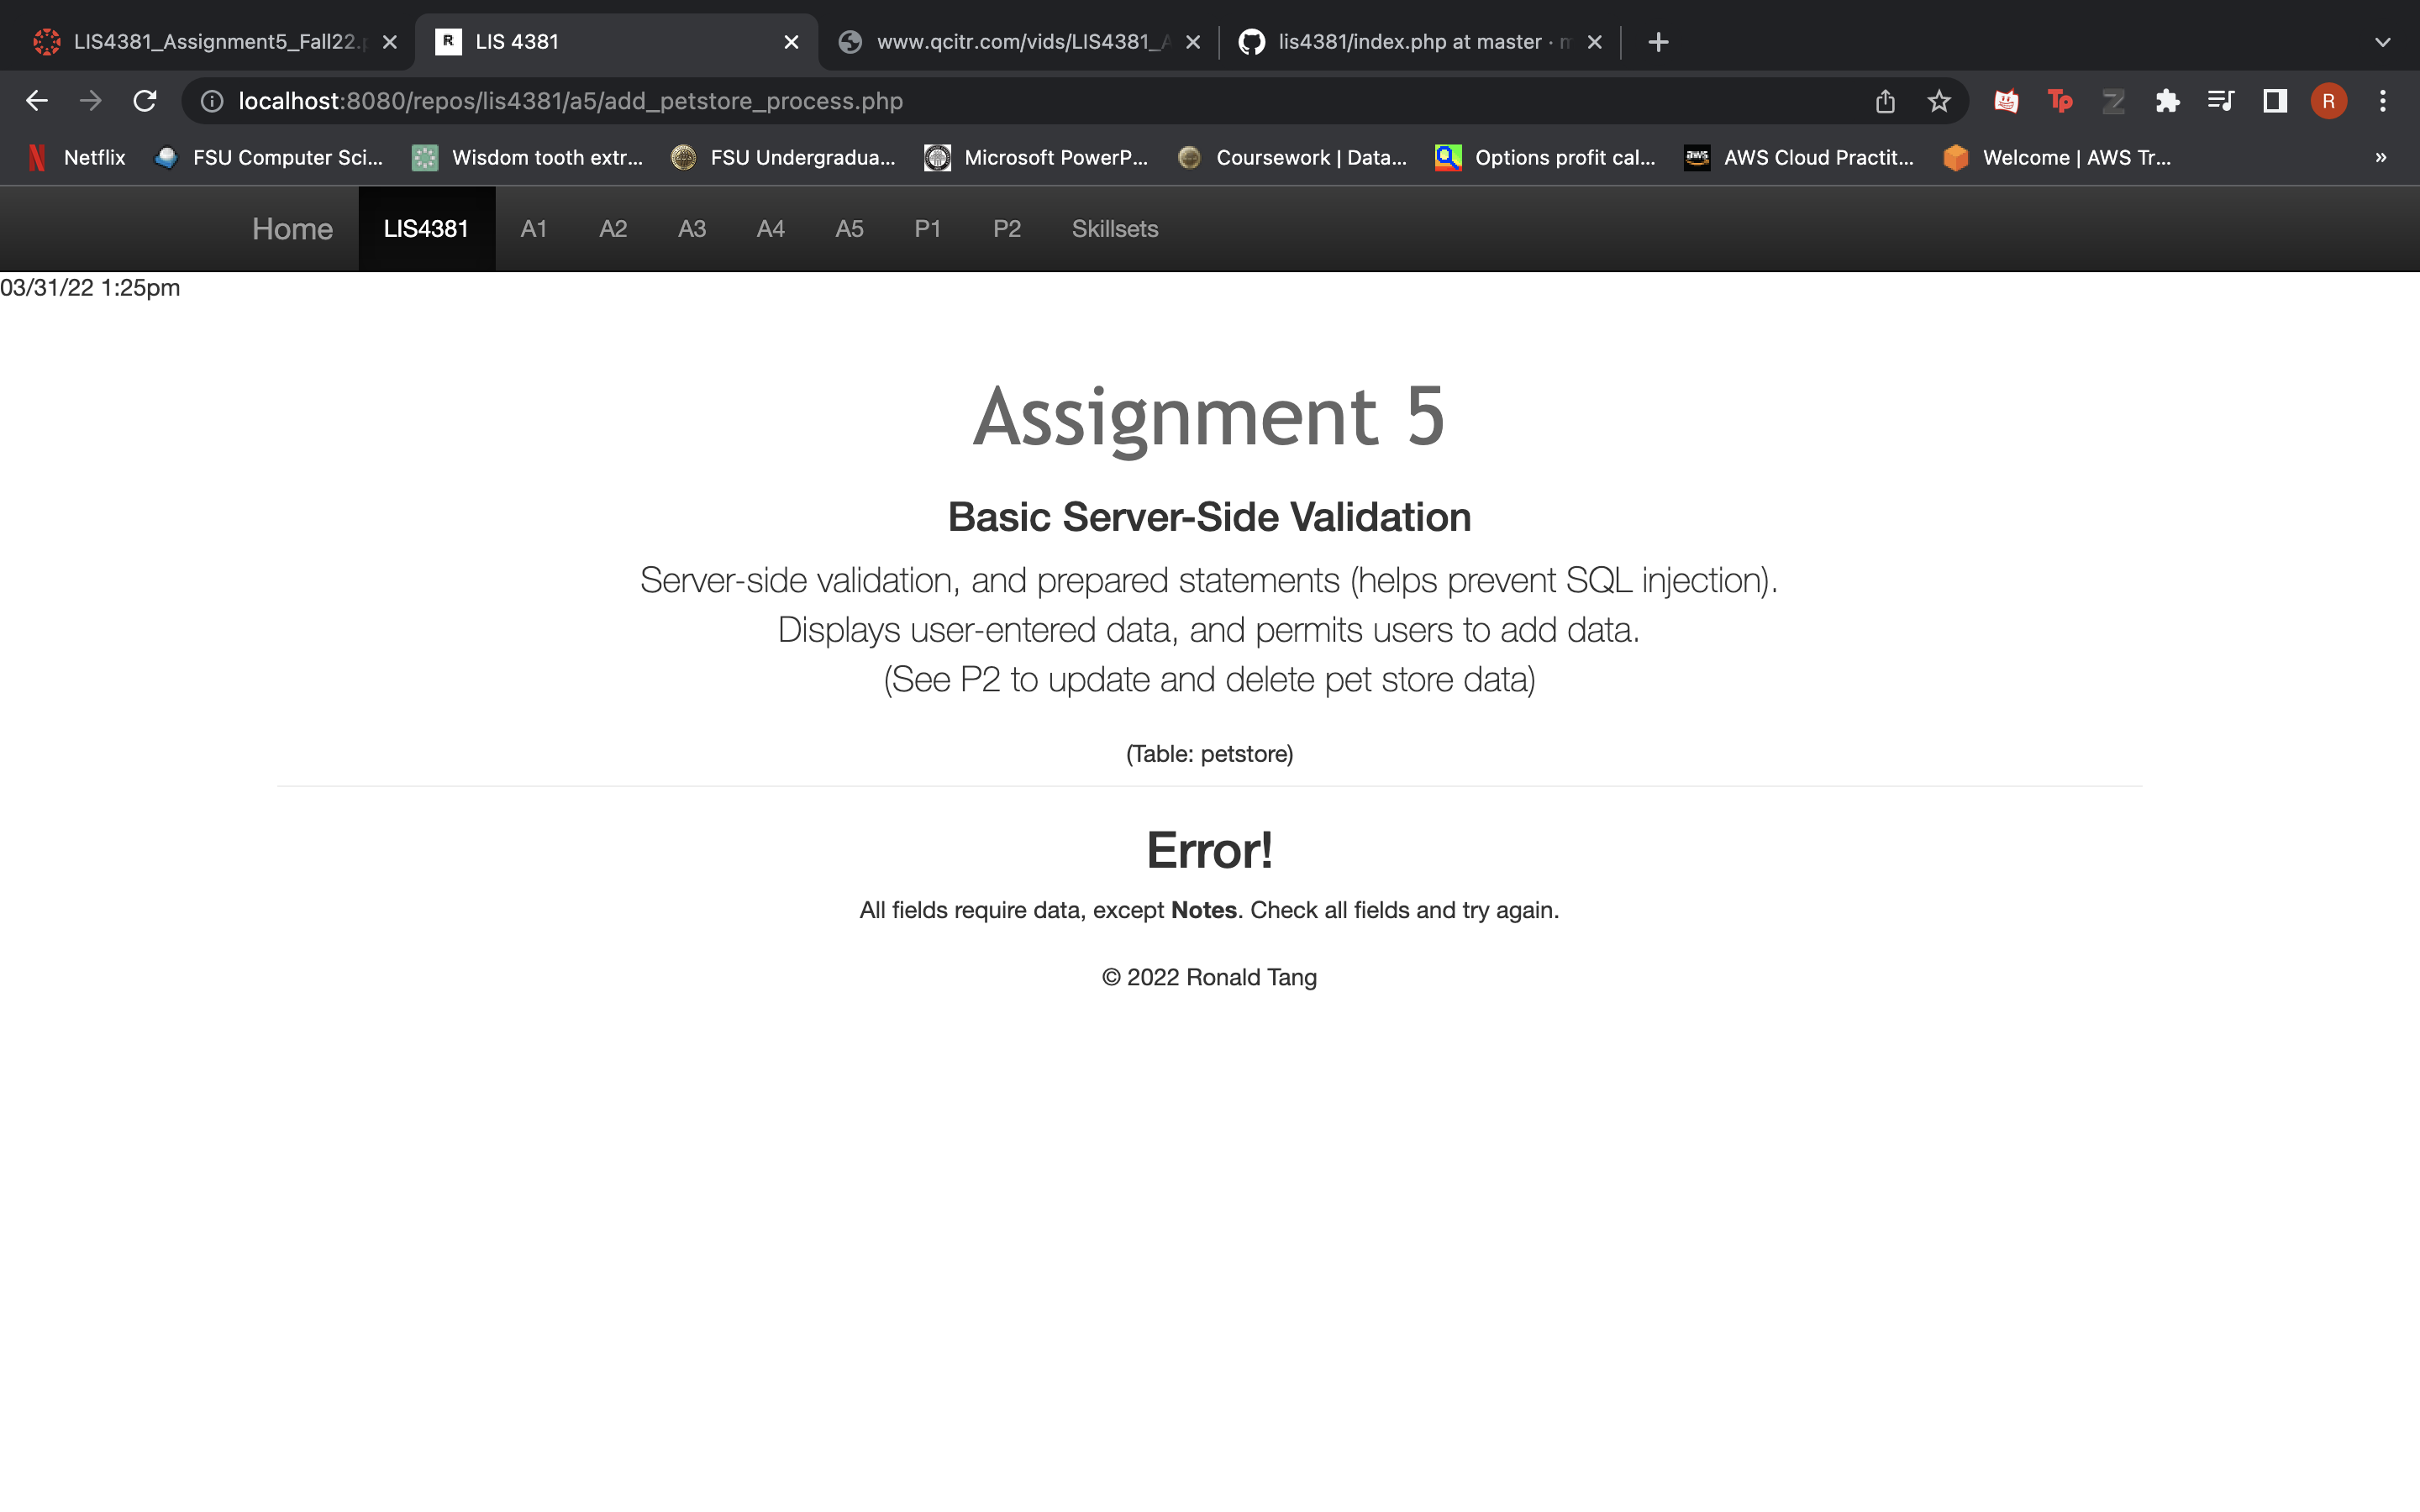 LIS4381_Assignment5_Fall22.p
LIS 4381
www.qcitr.com/vids/LIS4381_A
lis4381/index.php at master · m
localhost:8080/repos/lis4381/a5/add_petstore_process.php
Tp
Z
R
Netflix
FSU Computer Sci...
Wisdom tooth extr...
FSU Undergradua...
Microsoft PowerP...
Coursework | Data...
Options profit cal...
aws
AWS Cloud Practit...
Welcome | AWS Tr...
»
Home LIS4381 A1 A2 A3 A4 A5 P1 P2 Skillsets
03/31/22 1:25pm
Assignment 5
Basic Server-Side Validation
Server-side validation, and prepared statements (helps prevent SQL injection).
Displays user-entered data, and permits users to add data.
(See P2 to update and delete pet store data)
(Table: petstore)
Error!
All fields require data, except Notes. Check all fields and try again.
© 2022 Ronald Tang